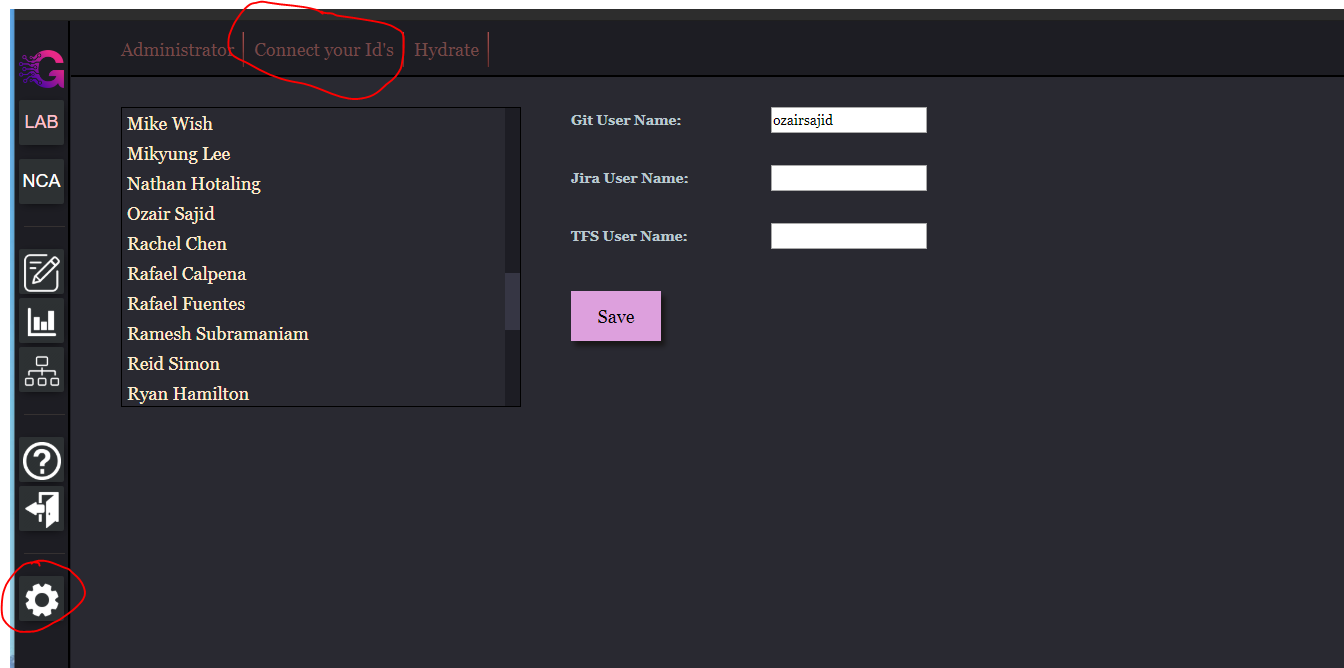 Administrator Connect your Id's Hydrate
G
LAB
NCA
Mike Wish
Mikyung Lee
Nathan Hotaling
Ozair Sajid
Rachel Chen
Rafael Calpena
Rafael Fuentes
Ramesh Subramaniam
Reid Simon
Ryan Hamilton
Git User Name: ozairsajid
Jira User Name:
TFS User Name:
Save